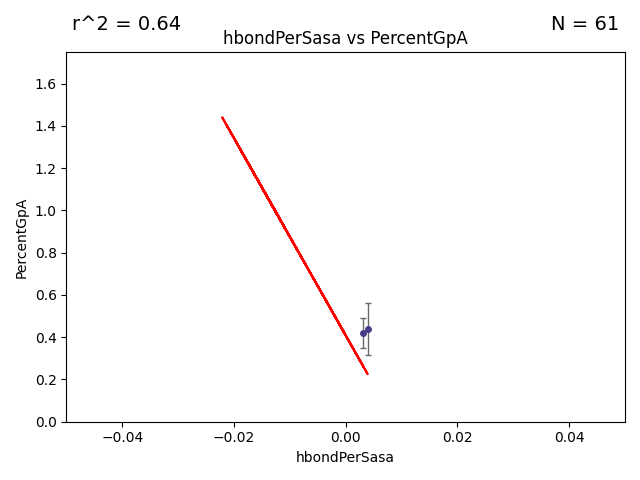 r^2 = 0.64
N = 61
hbondPerSasa vs PercentGpA
1.6
1.4
1.2
1.0
0.8
0.6
0.4
0.2
0.0
PercentGpA
−0.04
−0.02
0.00
0.02
0.04
hbondPerSasa